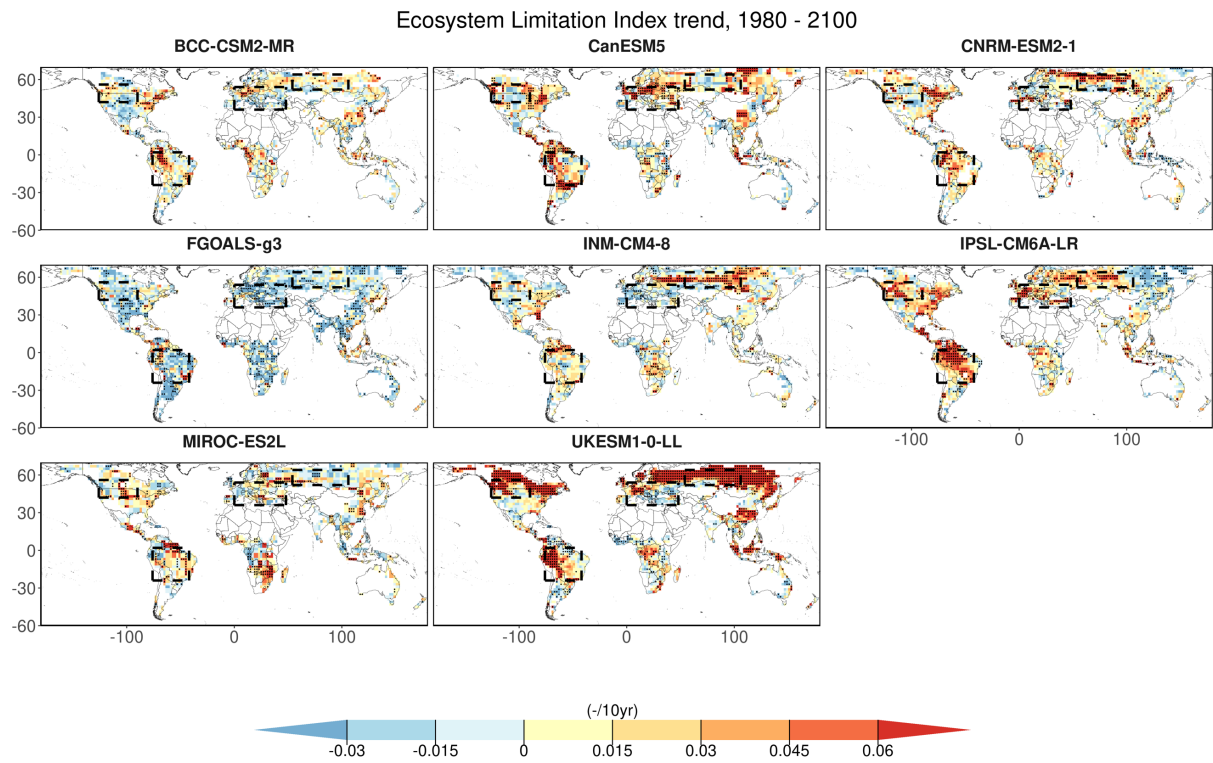 Ecosystem Limitation Index trend, 1980 - 2100
BCC-CSM2-MR CanESM5 CNRM-ESM2-1
60
30
0
-30
-60
FGOALS-g3 INM-CM4-8 IPSL-CM6A-LR
60
30
0
-30
-60
-100 0 100
MIROC-ES2L UKESM1-0-LL
60
30
0
-30
-60
-100 0 100 -100 0 100
(-/10yr)
-0.03 -0.015 0 0.015 0.03 0.045 0.06